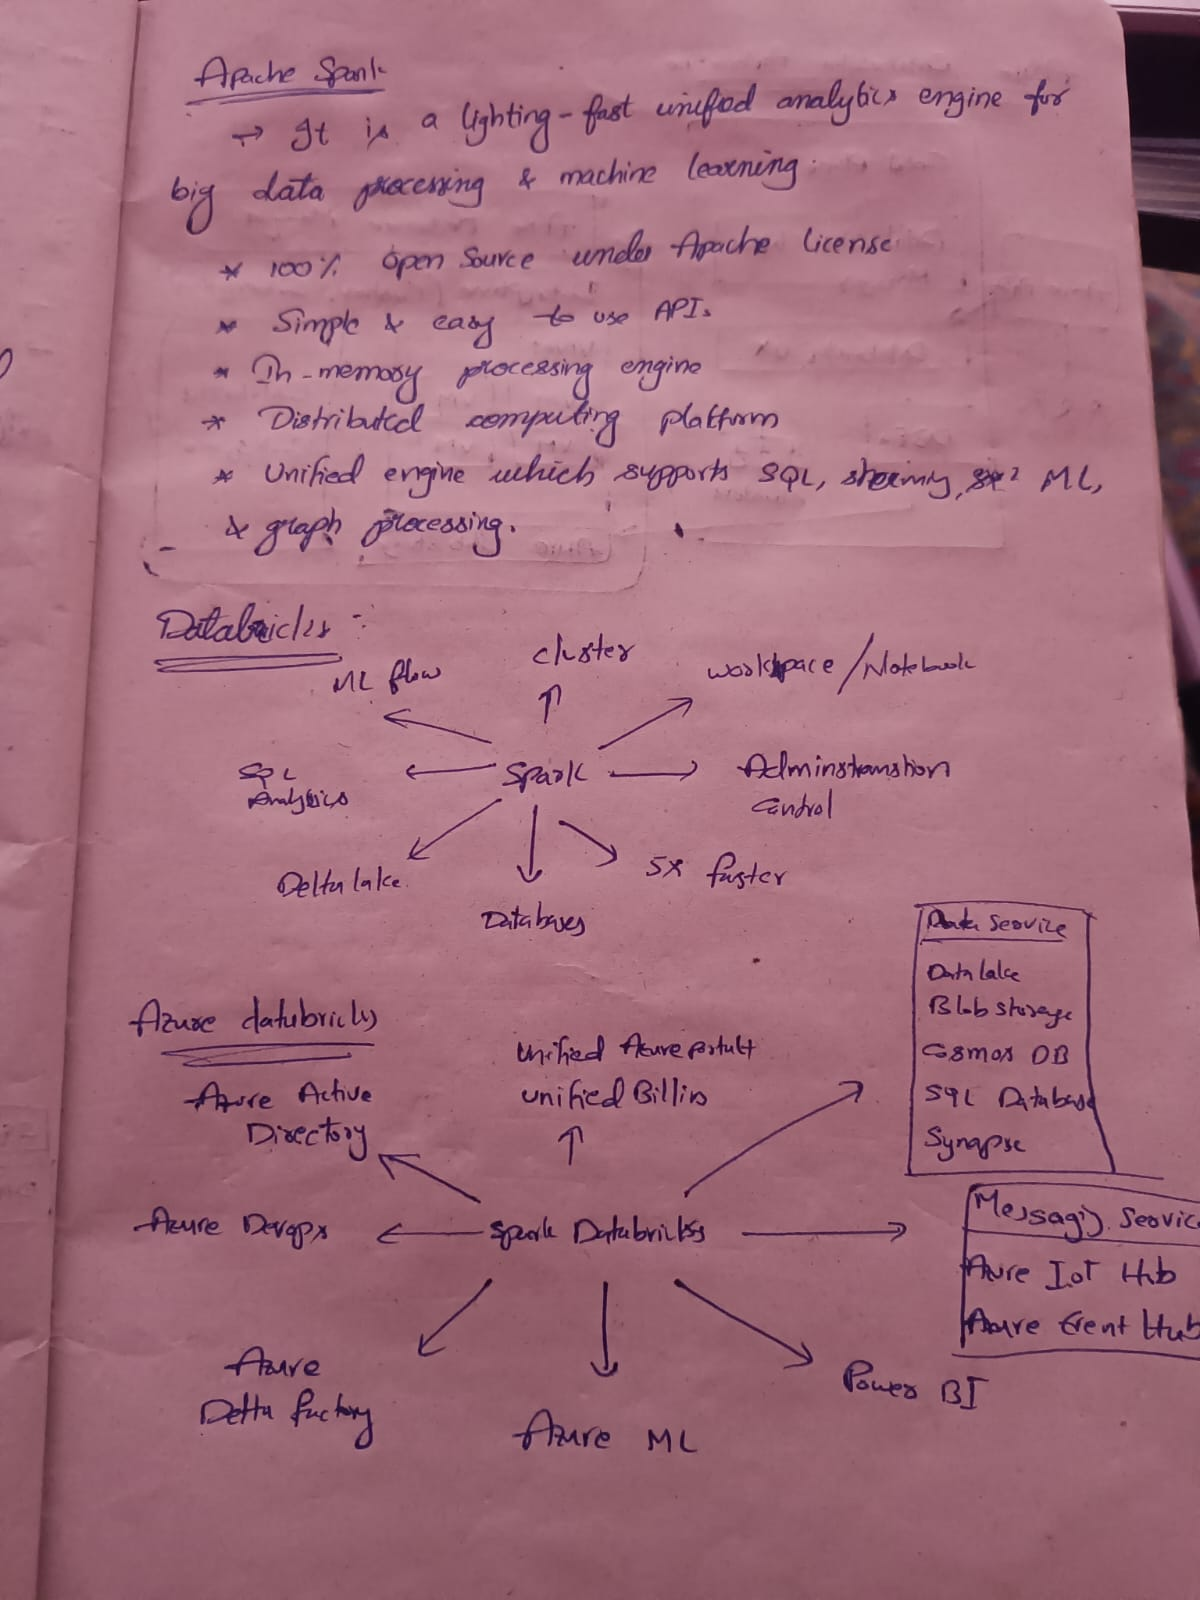 Apache Spark
→ It is a lighting-fast unified analytics engine for
big data processing & machine learning.
* 100% open source under Apache License
* Simple & easy to use APIs
* In-memory processing engine
* Distributed computing platform
* Unified engine which supports SQL, streaming, ML,
& graph processing.
Databricks :-
ML flow
cluster
workspace/Notebook
SQL
Analytics
Spark
Adminstration
control
Delta lake
Databases
5X faster
Azure databricks
Azure Active
Directory
Unified Azure
unified Billing
Data Service
Data lake
Blob storage
Cosmos DB
SQL Database
Synapse
Azure Devops
Spark Databricks
Messaging Service
Azure IoT Hub
Azure Event Hub
Azure
Delta factory
Azure ML
Power BI